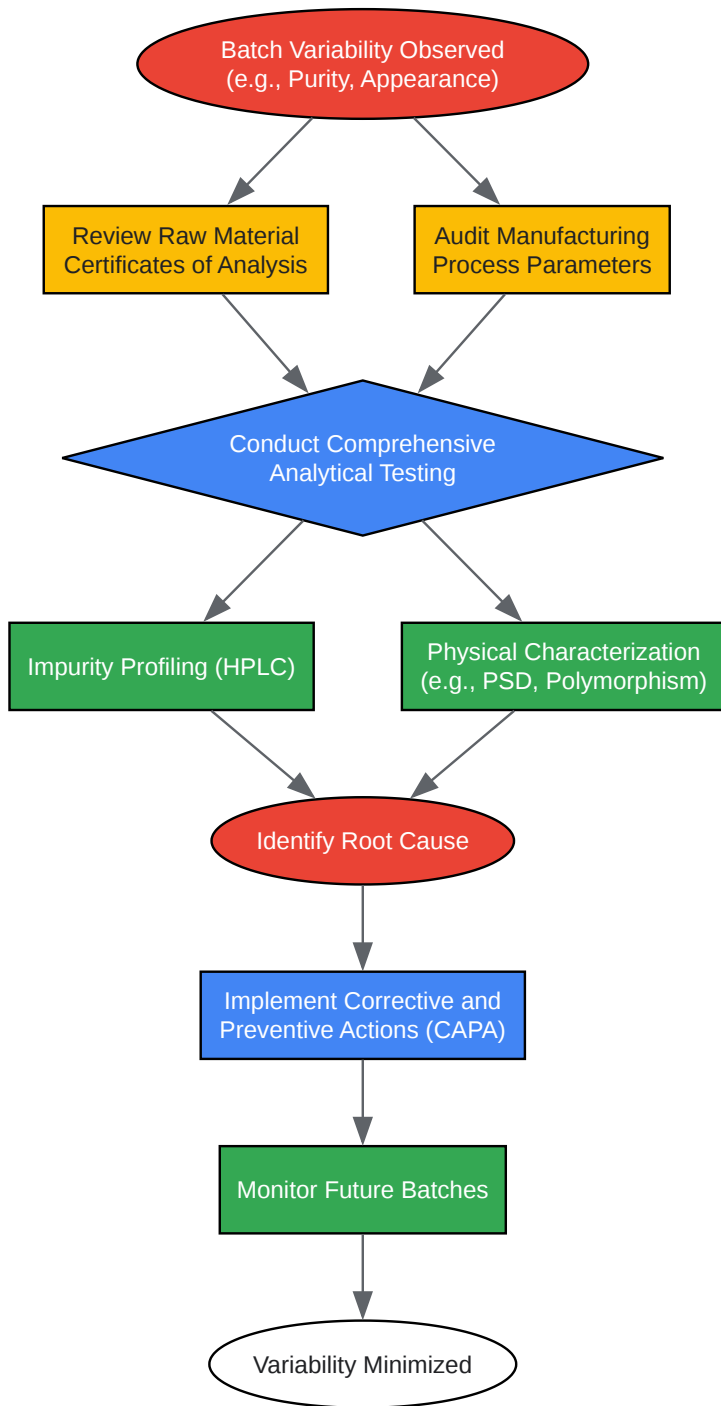 Batch Variability Observed
(e.g., Purity, Appearance)
Review Raw Material
Certificates of Analysis
Audit Manufacturing
Process Parameters
Conduct Comprehensive
Analytical Testing
Impurity Profiling (HPLC)
Physical Characterization
(e.g., PSD, Polymorphism)
Identify Root Cause
Implement Corrective and
Preventive Actions (CAPA)
Monitor Future Batches
Variability Minimized